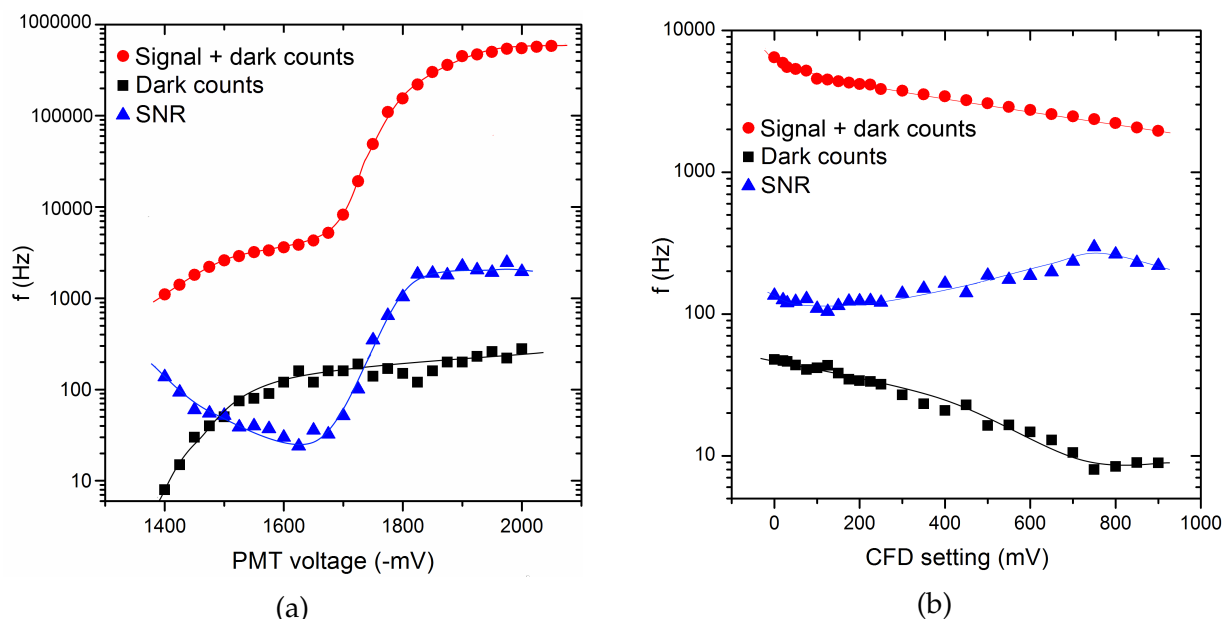 1000000
100000
10000
1000
100
10
f (Hz)
Signal + dark counts
Dark counts
SNR
1400 1600 1800 2000
PMT voltage (-mV)
(a)
10000
1000
100
10
f (Hz)
Signal + dark counts
Dark counts
SNR
0 200 400 600 800 1000
CFD setting (mV)
(b)